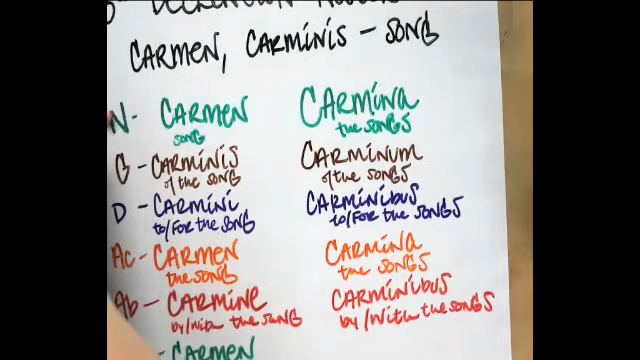 CARMEN, CARMINIS - SONG
N- CARMEN CARMINA
SONG the SONGS
G - CARMINIS CARMINUM
of the SONG of the SONGS
D - CARMINI CARMINIBUS
to/FOR the SONG to/FOR the SONGS
Ac- CARMEN CARMINA
the SONG the SONGS
Ab - CARMINE CARMINIBUS
by/With the SONG by/With the SONGS
- CARMEN